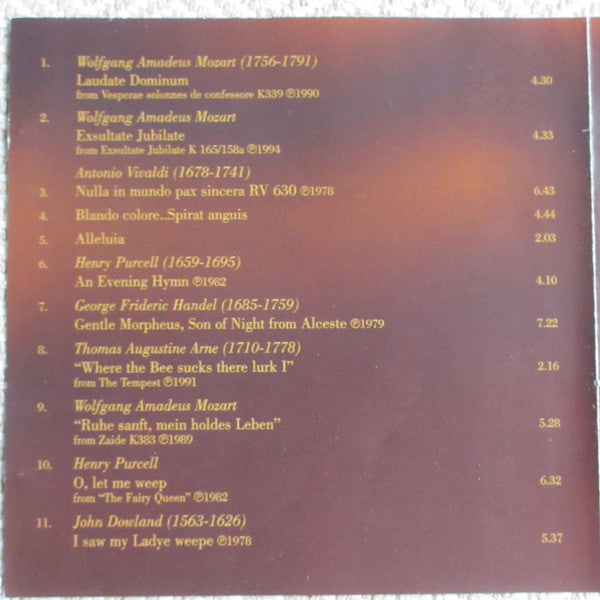 1. Wolfgang Amadeus Mozart (1756-1791)
Laudate Dominum 4.30
from Vesperae solonnes de confessore K339 ℗1990
2. Wolfgang Amadeus Mozart
Exsultate Jubilate 4.33
from Exsultate Jubilate K 165/158a ℗1994
Antonio Vivaldi (1678-1741)
3. Nulla in mundo pax sincera RV 630 ℗1978 6.43
4. Blando colore..Spirat anguis 4.44
5. Alleluia 2.03
6. Henry Purcell (1659-1695)
An Evening Hymn ℗1982 4.10
7. George Frideric Handel (1685-1759)
Gentle Morpheus, Son of Night from Alceste ℗1979 7.22
8. Thomas Augustine Arne (1710-1778)
“Where the Bee sucks there lurk I” 2.16
from The Tempest ℗1991
9. Wolfgang Amadeus Mozart
“Ruhe sanft, mein holdes Leben” 5.28
from Zaide K383 ℗1989
10. Henry Purcell
O, let me weep 6.32
from “The Fairy Queen” ℗1982
11. John Dowland (1563-1626)
I saw my Ladye weepe ℗1978 5.37